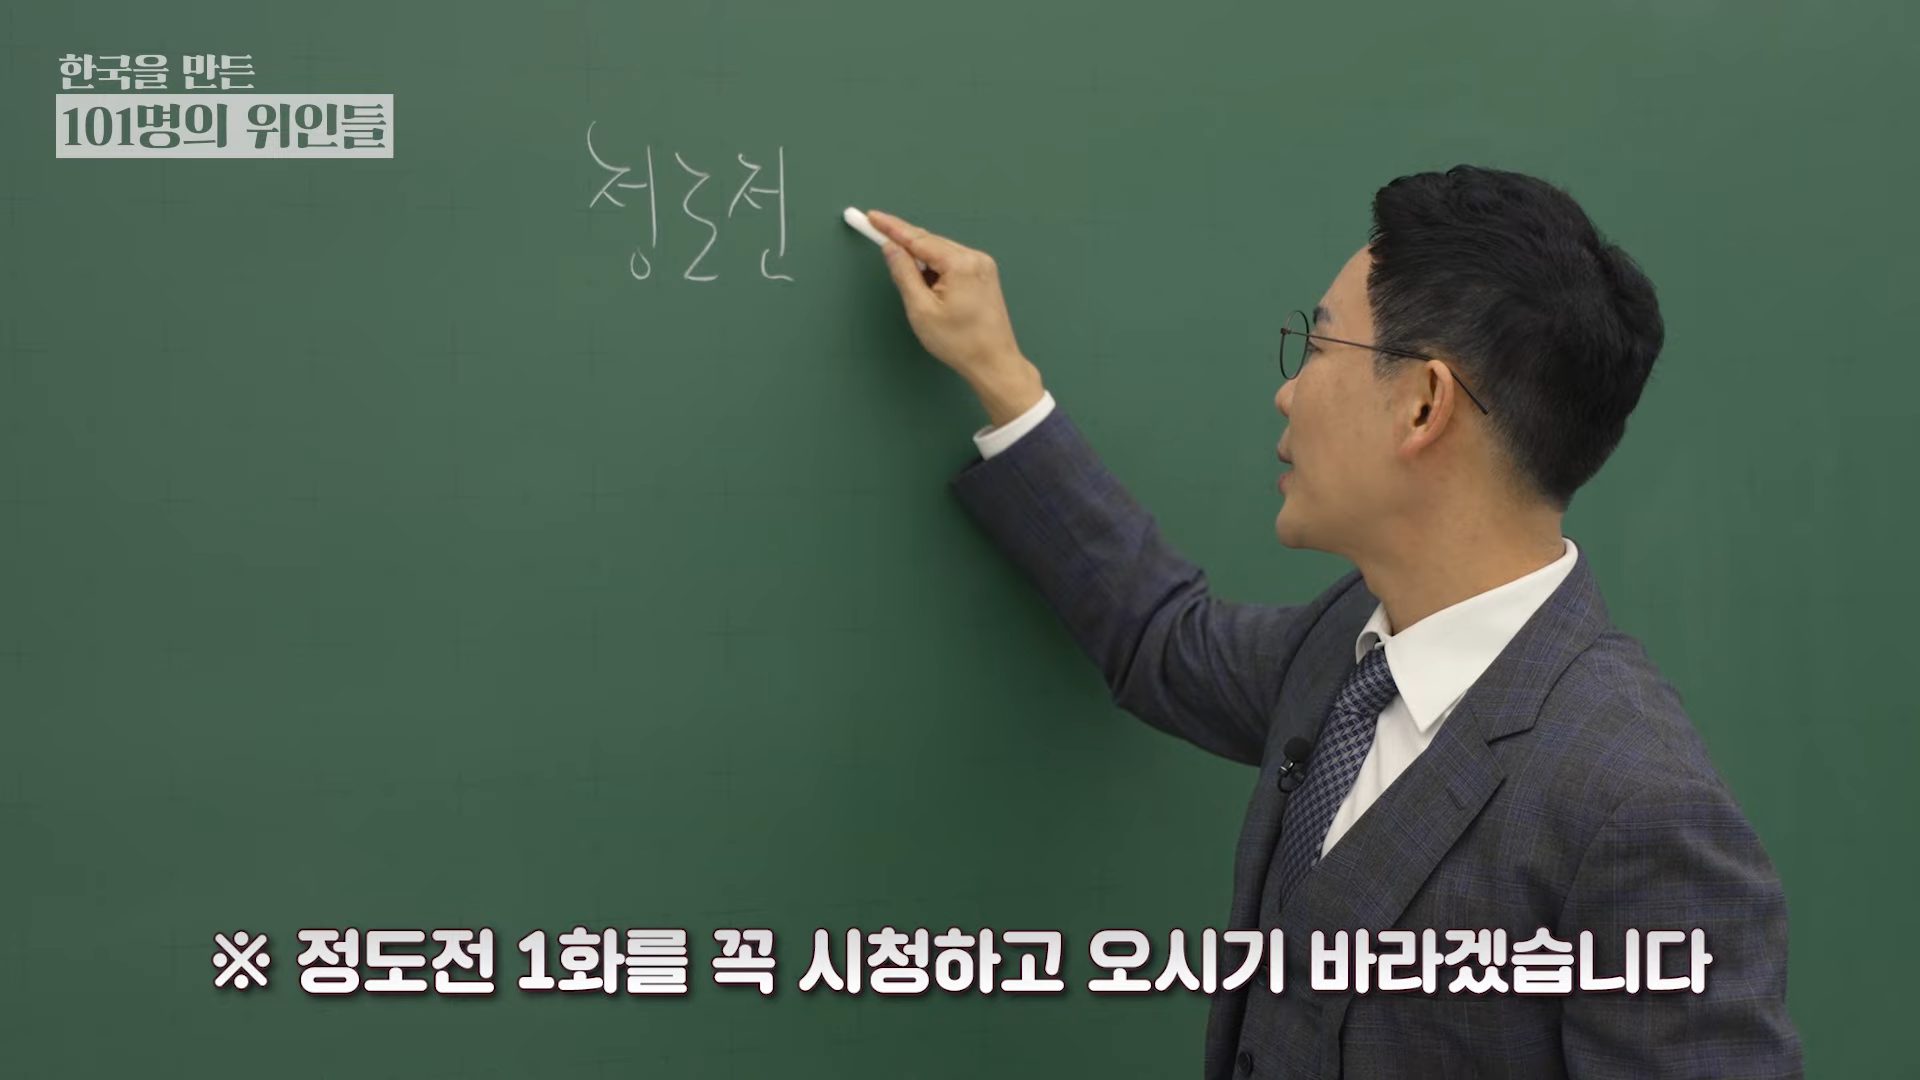 한국을 만든
101명의 위인들
정도전
※ 정도전 1화를 꼭 시청하고 오시기 바라겠습니다